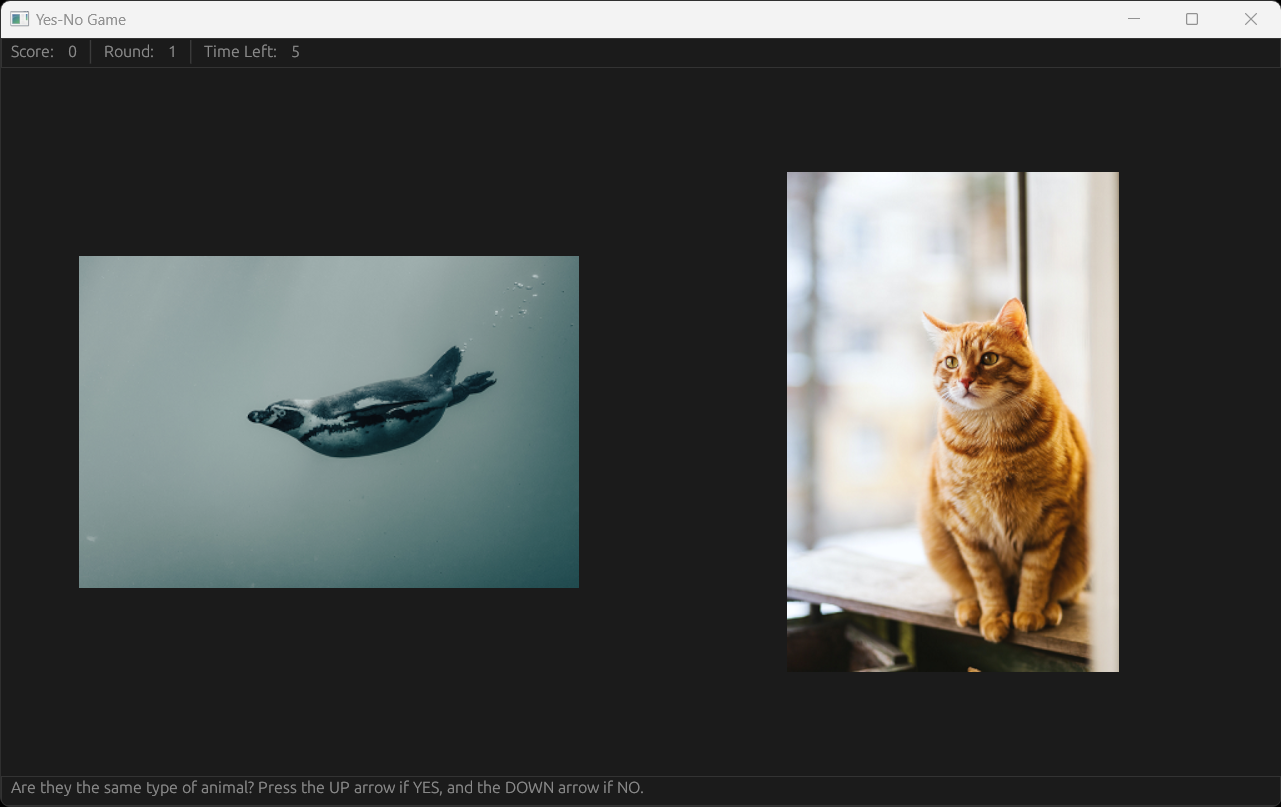 Yes-No Game
Score: 0 Round: 1 Time Left: 5
Are they the same type of animal? Press the UP arrow if YES, and the DOWN arrow if NO.